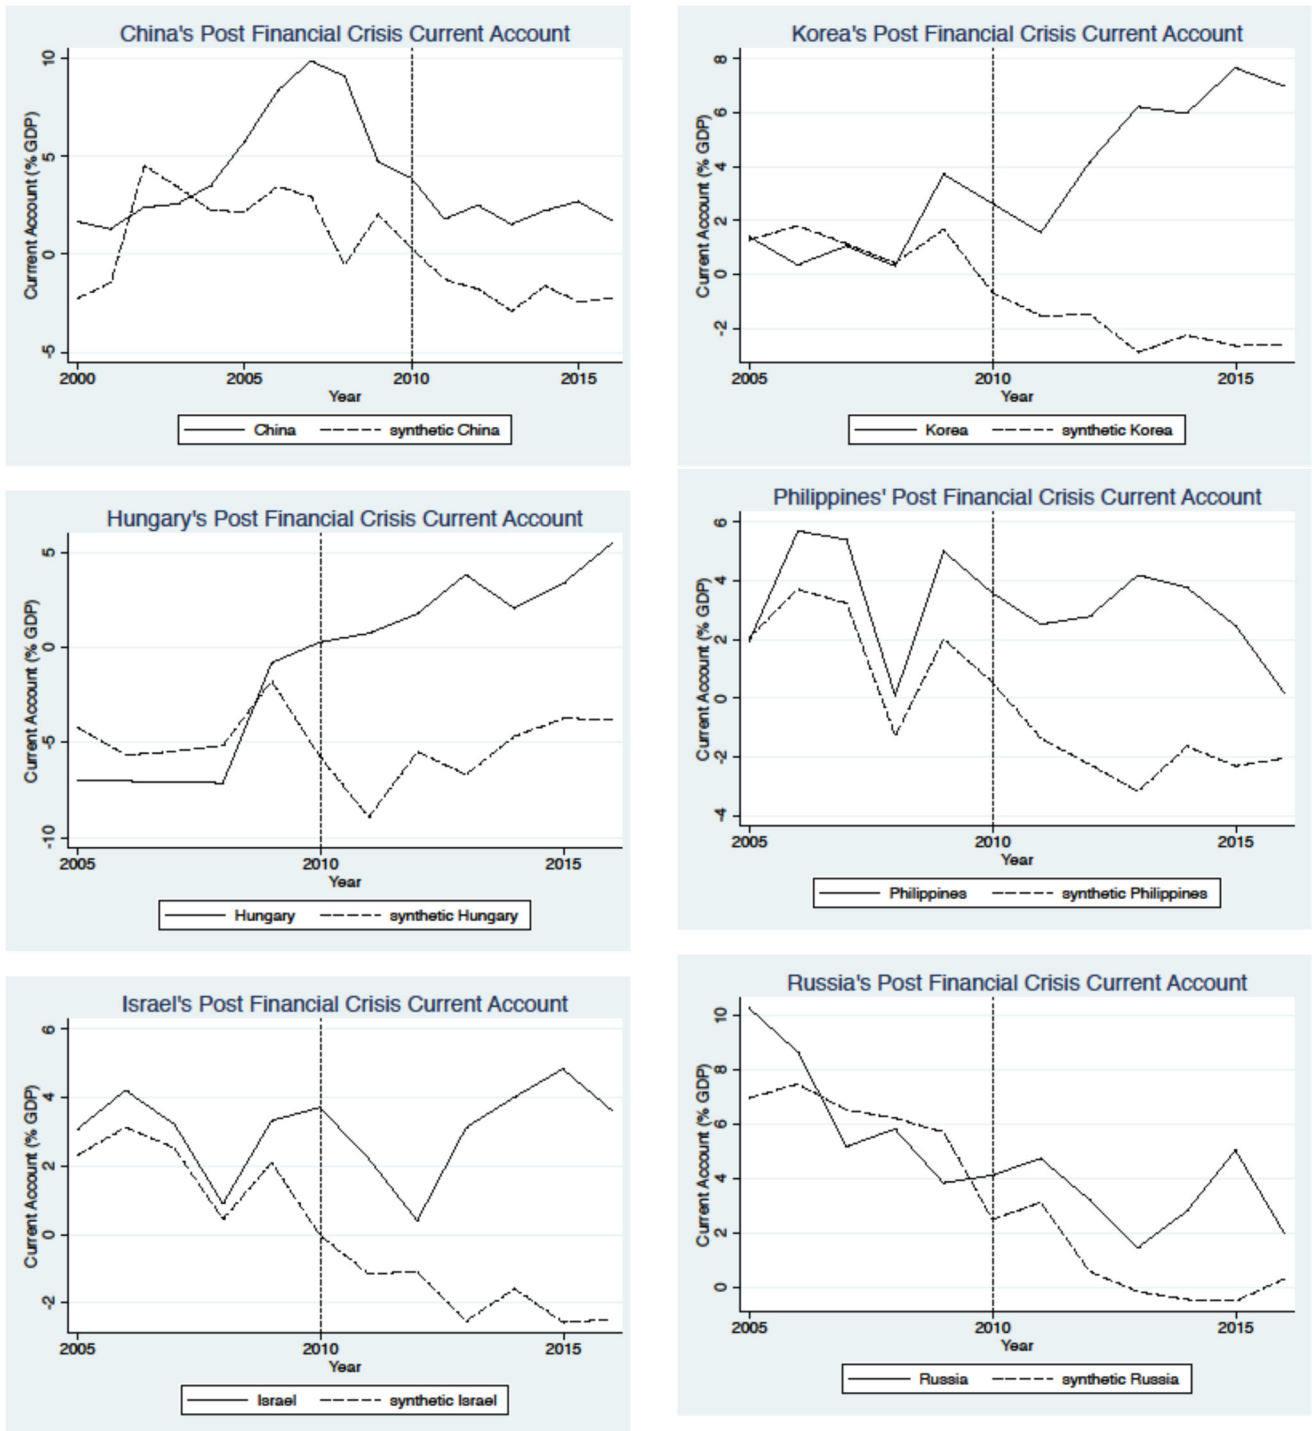 China's Post Financial Crisis Current Account
Currrent Account (% GDP)
10
5
0
-5
2000 2005 2010 2015
Year
China synthetic China
Korea's Post Financial Crisis Current Account
Current Account (% GDP)
8
6
4
2
0
-2
2005 2010 2015
Year
Korea synthetic Korea
Hungary's Post Financial Crisis Current Account
Current Account (% GDP)
5
0
-5
-10
2005 2010 2015
Year
Hungary synthetic Hungary
Philippines' Post Financial Crisis Current Account
Current Account (% GDP)
6
4
2
0
-2
-4
2005 2010 2015
Year
Philippines synthetic Philippines
Israel's Post Financial Crisis Current Account
Current Account (% GDP)
6
4
2
0
-2
2005 2010 2015
Year
Israel synthetic Israel
Russia's Post Financial Crisis Current Account
Current Account (% GDP)
10
8
6
4
2
0
2005 2010 2015
Year
Russia synthetic Russia